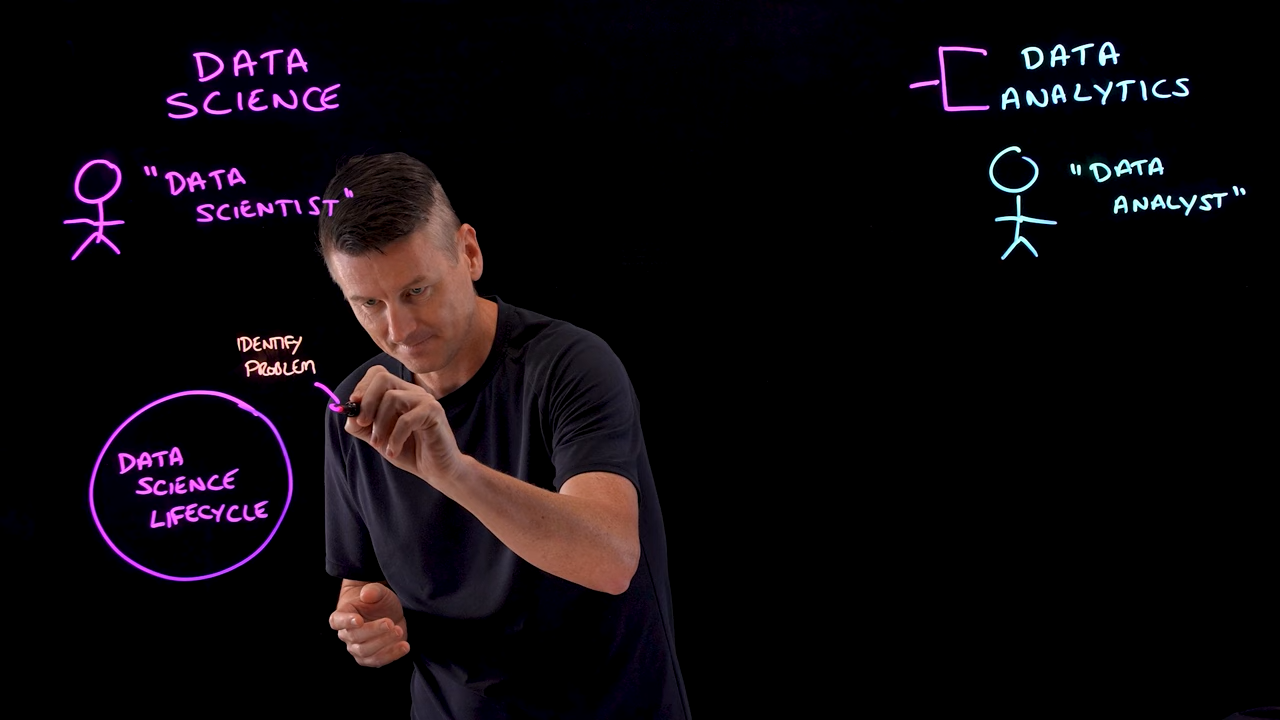 DATA
SCIENCE
"DATA
SCIENTIST"
IDENTIFY
PROBLEM
DATA
SCIENCE
LIFECYCLE
DATA
ANALYTICS
"DATA
ANALYST"